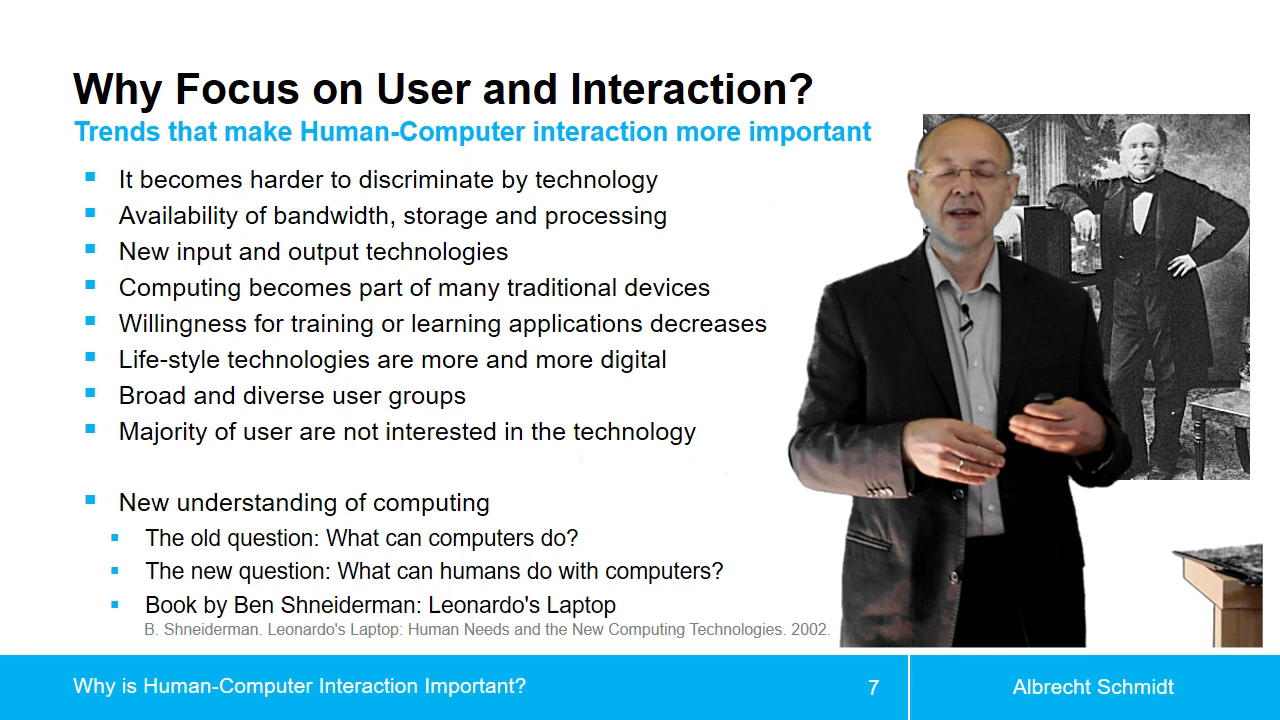 Why Focus on User and Interaction?
Trends that make Human-Computer interaction more important
It becomes harder to discriminate by technology
Availability of bandwidth, storage and processing
New input and output technologies
Computing becomes part of many traditional devices
Willingness for training or learning applications decreases
Life-style technologies are more and more digital
Broad and diverse user groups
Majority of user are not interested in the technology
New understanding of computing
The old question: What can computers do?
The new question: What can humans do with computers?
Book by Ben Shneiderman: Leonardo's Laptop
B. Shneiderman. Leonardo's Laptop: Human Needs and the New Computing Technologies. 2002.
Why is Human-Computer Interaction Important?
7
Albrecht Schmidt